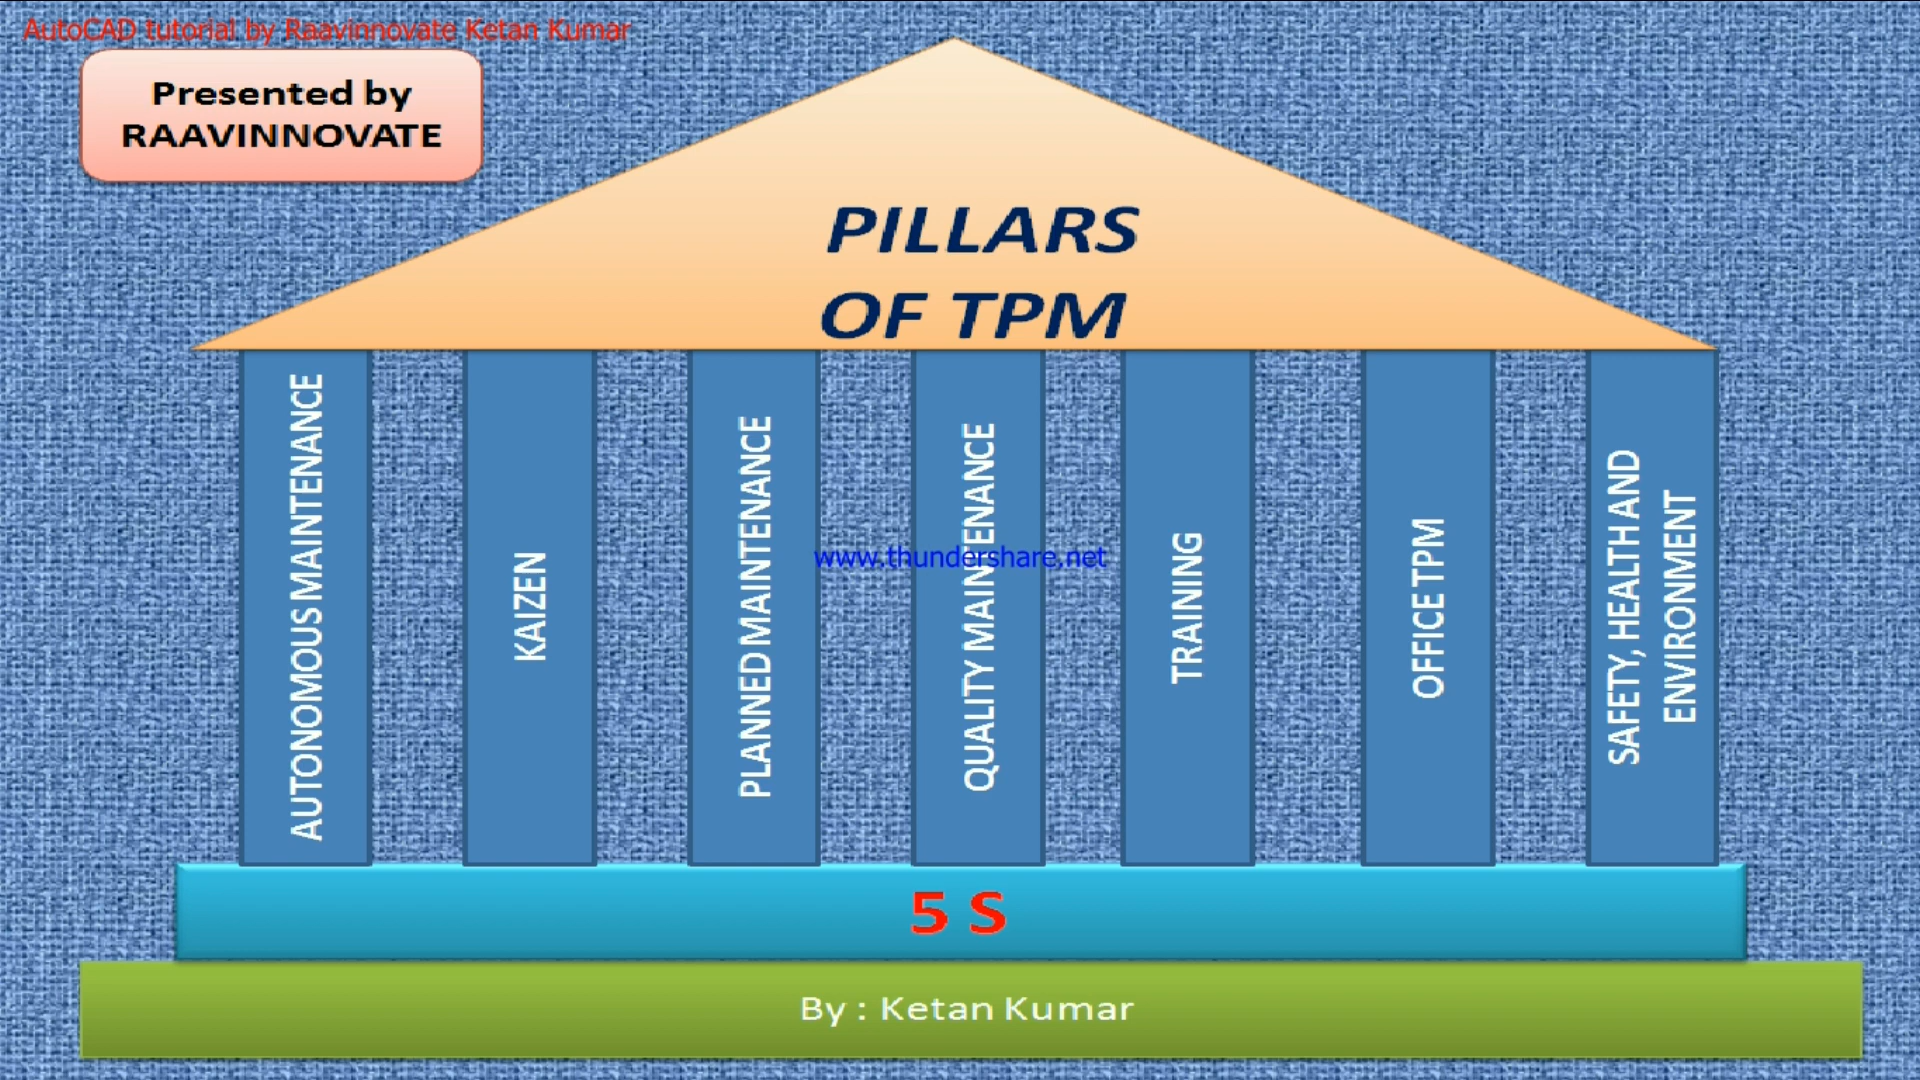 AutoCAD tutorial by Raavinnovate Ketan Kumar
Presented by
RAAVINNOVATE
PILLARS
OF TPM
AUTONOMOUS MAINTENANCE
KAIZEN
PLANNED MAINTENANCE
QUALITY MAINTENANCE
www.thundershare.net
TRAINING
OFFICE TPM
SAFETY, HEALTH AND
ENVIRONMENT
5 S
By : Ketan Kumar